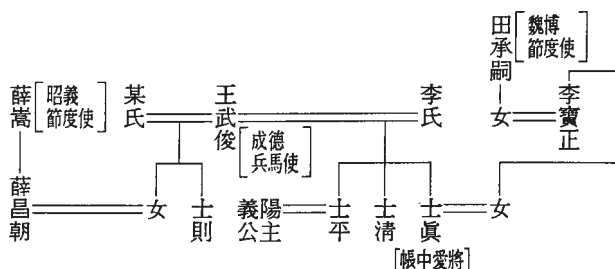 田承嗣
魏博
節度使
女
李寶正
女
李氏
王武俊
成德
兵馬使
某氏
士眞
帳中愛將
士淸
士平
義陽
公主
士則
女
薛嵩
昭義
節度使
薛昌朝